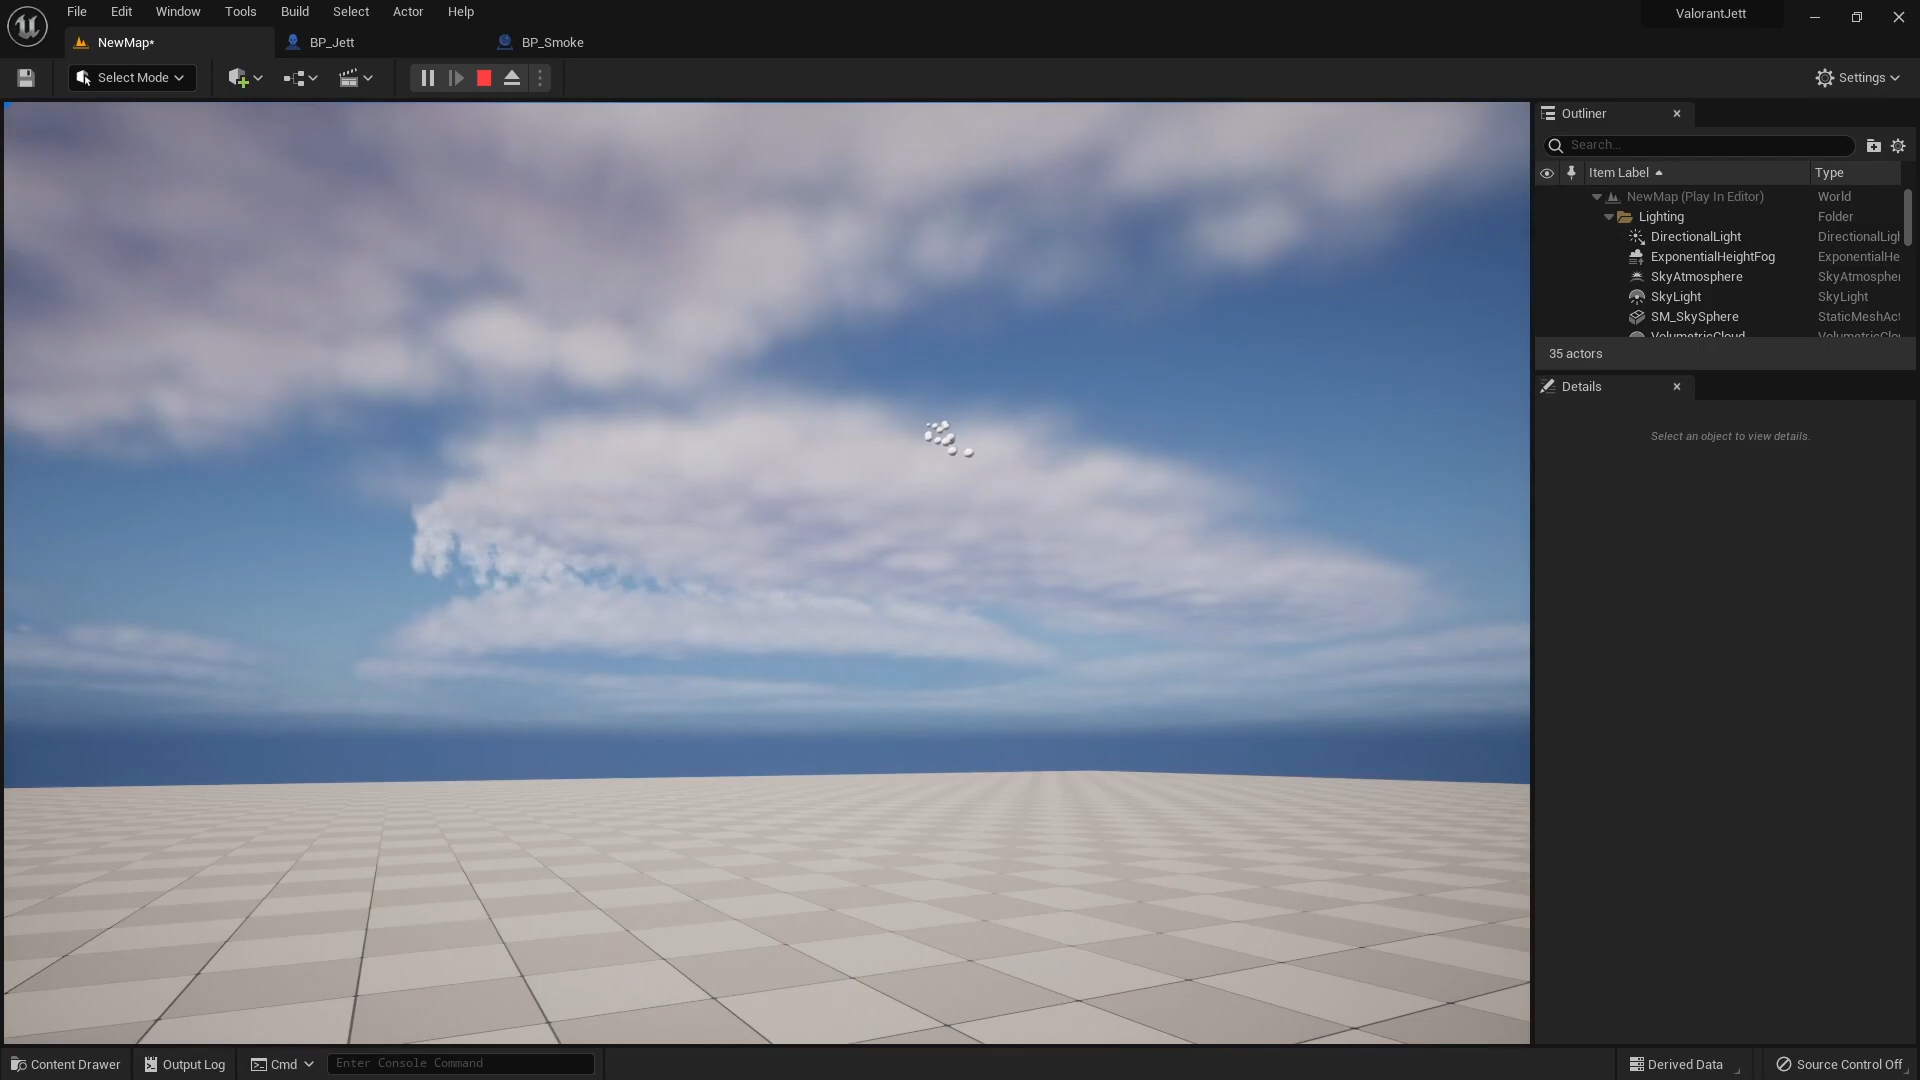 File Edit Window Tools Build Select Actor Help
ValorantJett
NewMap*
BP_Jett
BP_Smoke
Select Mode
Settings
Outliner
Search...
Item Label
Type
NewMap (Play In Editor) World
Lighting Folder
DirectionalLight DirectionalLigh
ExponentialHeightFog ExponentialHe
SkyAtmosphere SkyAtmospher
SkyLight SkyLight
SM_SkySphere StaticMeshAct
VolumetricCloud VolumetricClou
35 actors
Details
Select an object to view details.
Content Drawer
Output Log
Cmd
Enter Console Command
Derived Data
Source Control Off